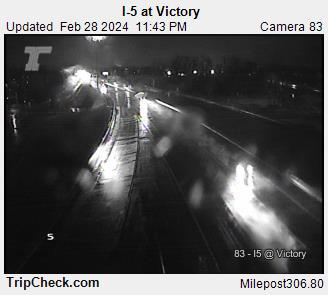 I-5 at Victory
Updated Feb 28 2024 11:43 PM Camera 83
T
S
83 - I5 @ Victory
TripCheck.com Milepost306.80